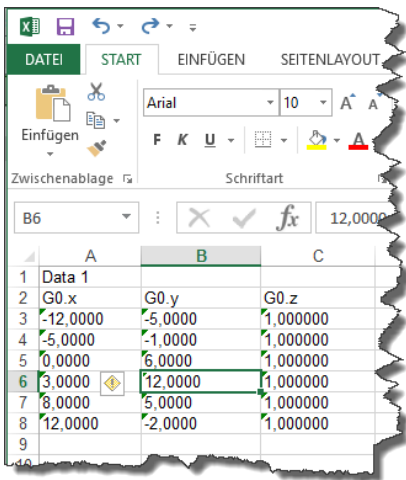 DATEI START EINFÜGEN SEITENLAYOUT
Arial 10 A A
Einfügen
F K U A
Zwischenablage Schriftart
B6 fx 12,0000
A B C
1 Data 1
2 G0.x G0.y G0.z
3 -12,0000 -5,0000 1,000000
4 -5,0000 -1,0000 1,000000
5 0,0000 6,0000 1,000000
6 3,0000 12,0000 1,000000
7 8,0000 5,0000 1,000000
8 12,0000 -2,0000 1,000000
9
10